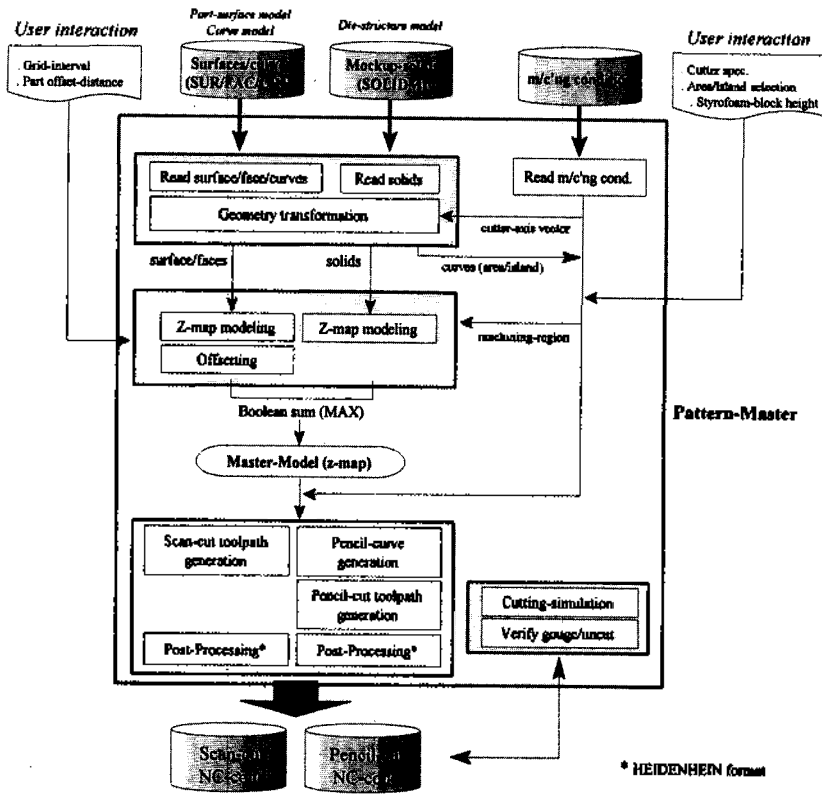 Part-surface model
Curve model
Die-structure model
User interaction
. Grid-interval
. Part offset-distance
Surfaces/
(SUR/FAC/
Mockup-
(SOLID
m/c'ng
User interaction
. Cutter spec.
. Area/Island selection
. Styrofoam-block height
Read surface/face/curves
Read solids
Read m/c'ng cond.
Geometry transformation
cutter-axis vector
surface/faces
solids
curves (area/island)
Z-map modeling
Z-map modeling
Offsetting
machining-region
Boolean sum (MAX)
Pattern-Master
Master-Model (z-map)
Scan-cut toolpath
generation
Pencil-curve
generation
Pencil-cut toolpath
generation
Cutting-simulation
Verify gouge/uncut
Post-Processing*
Post-Processing*
NC-
NC-
* HEIDENHEIN format